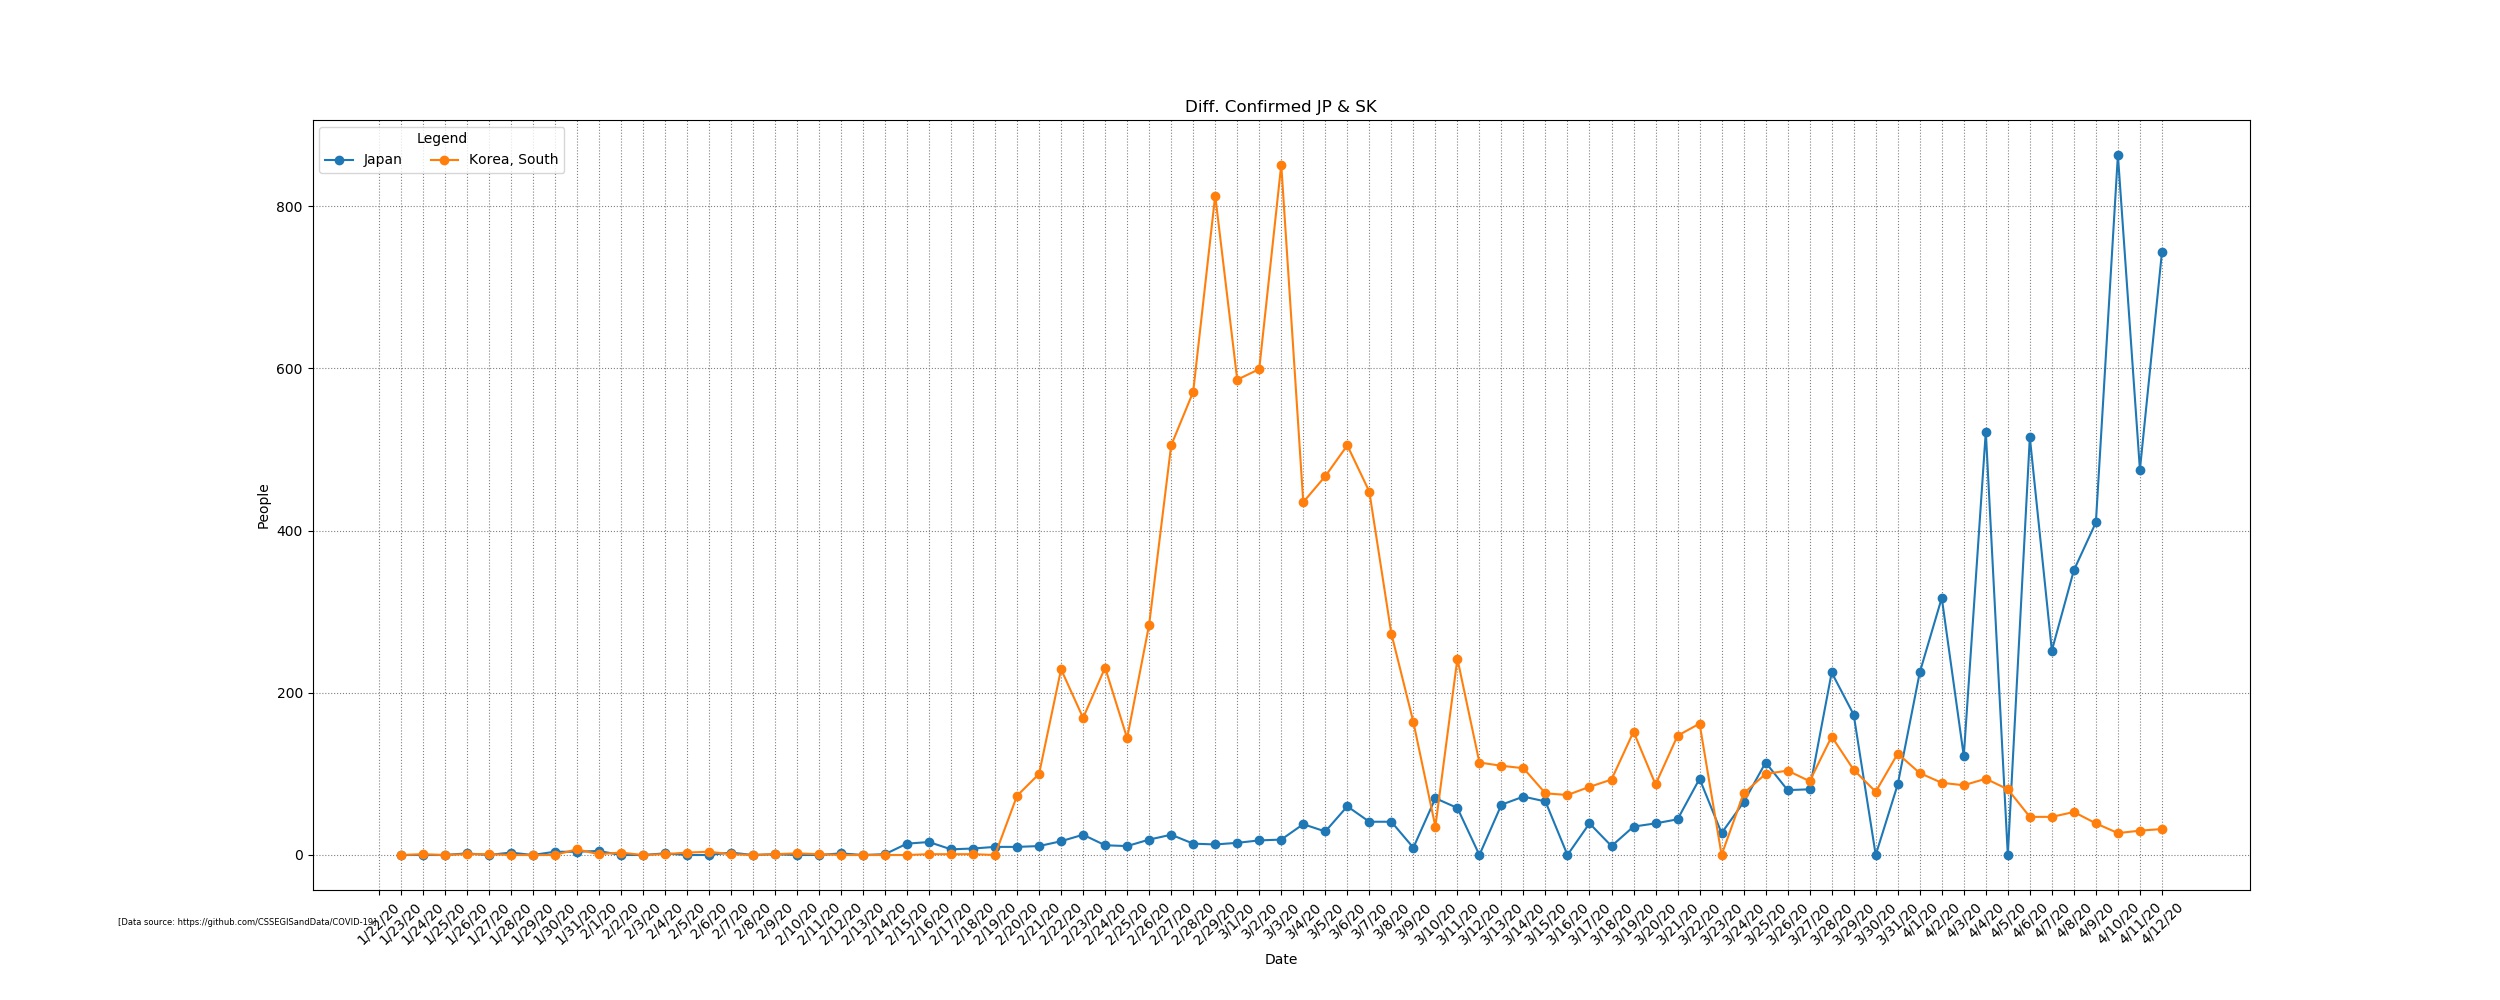 Diff. Confirmed JP & SK
Legend
Japan
Korea, South
800
600
400
200
0
People
1/22/20 1/23/20 1/24/20 1/25/20 1/26/20 1/27/20 1/28/20 1/29/20 1/30/20 1/31/20 2/1/20 2/2/20 2/3/20 2/4/20 2/5/20 2/6/20 2/7/20 2/8/20 2/9/20 2/10/20 2/11/20 2/12/20 2/13/20 2/14/20 2/15/20 2/16/20 2/17/20 2/18/20 2/19/20 2/20/20 2/21/20 2/22/20 2/23/20 2/24/20 2/25/20 2/26/20 2/27/20 2/28/20 2/29/20 3/1/20 3/2/20 3/3/20 3/4/20 3/5/20 3/6/20 3/7/20 3/8/20 3/9/20 3/10/20 3/11/20 3/12/20 3/13/20 3/14/20 3/15/20 3/16/20 3/17/20 3/18/20 3/19/20 3/20/20 3/21/20 3/22/20 3/23/20 3/24/20 3/25/20 3/26/20 3/27/20 3/28/20 3/29/20 3/30/20 3/31/20 4/1/20 4/2/20 4/3/20 4/4/20 4/5/20 4/6/20 4/7/20 4/8/20 4/9/20 4/10/20 4/11/20 4/12/20
[Data source: https://github.com/CSSEGISandData/COVID-19]
Date